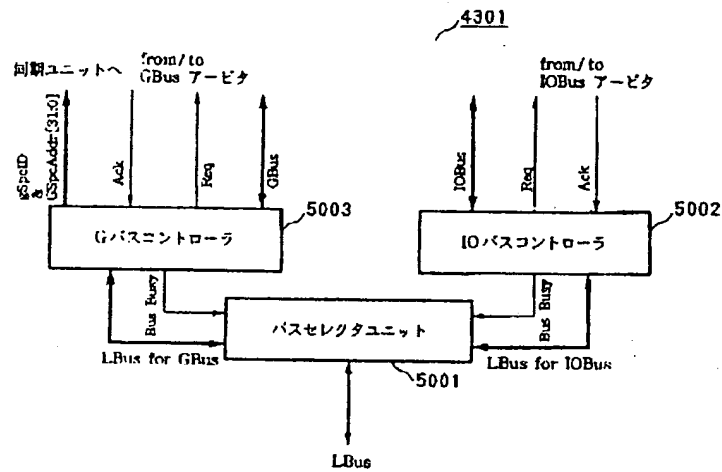 4301
同期ユニットへ
from/to
GBus アービタ
from/to
IOBus アービタ
gSpcID
&
GSpcAddr[31:0]
Ack
Req
GBus
IOBus
Req
Ack
5003
5002
Gバスコントローラ
IOバスコントローラ
Bus Busy
Bus Busy
バスセレクタユニット
LBus for GBus
LBus for IOBus
5001
LBus